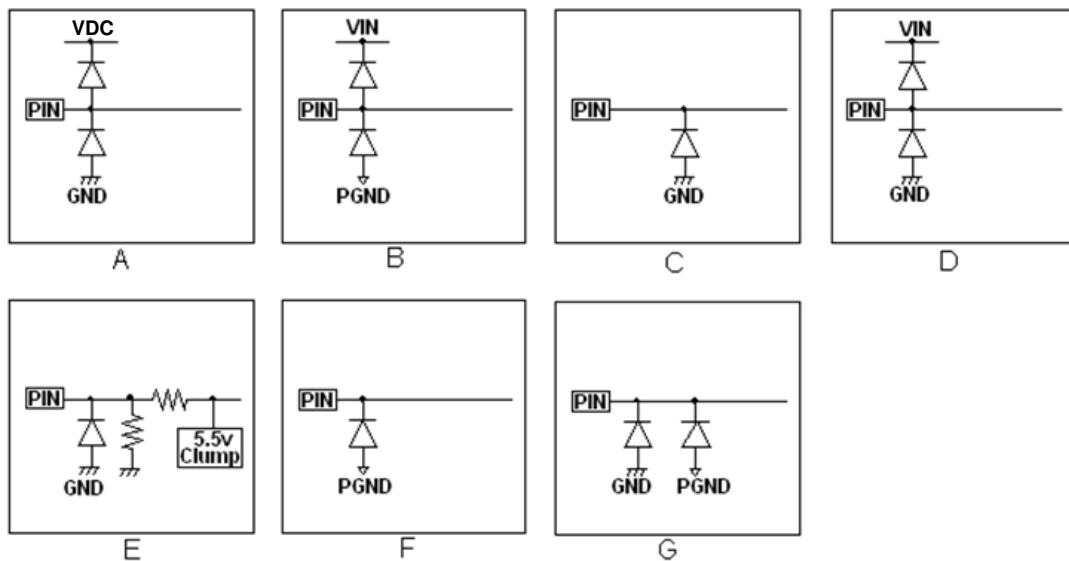 VDC
PIN
GND
A
VIN
PIN
PGND
B
PIN
GND
C
VIN
PIN
GND
D
PIN
5.5v
Clump
GND
E
PIN
PGND
F
PIN
GND PGND
G